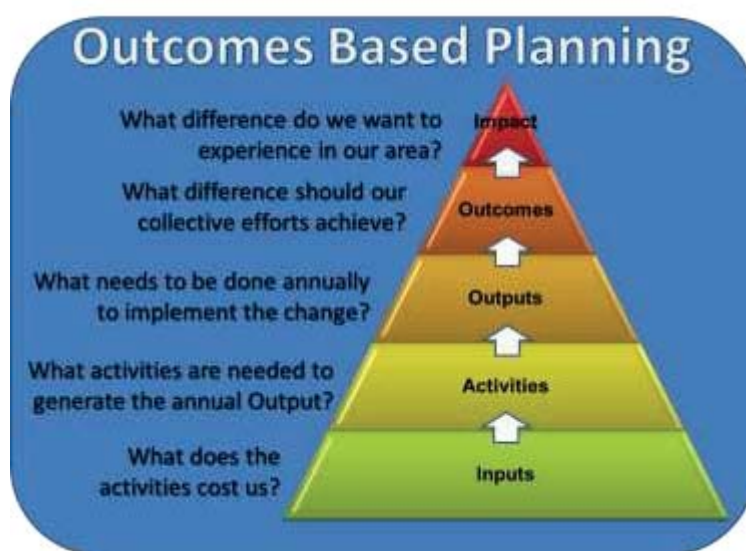 Outcomes Based Planning
What difference do we want to
experience in our area?
Impact
What difference should our
collective efforts achieve?
Outcomes
What needs to be done annually
to implement the change?
Outputs
What activities are needed to
generate the annual Output?
Activities
What does the
activities cost us?
Inputs